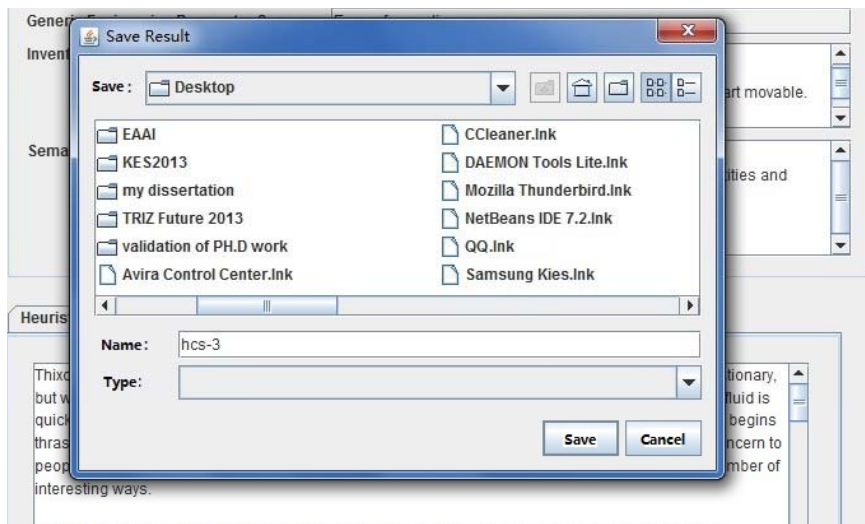 Save Result
Invent
Save: Desktop
art movable.
EAAI CCleaner.lnk
Sema KES2013 DAEMON Tools Lite.lnk
ities and
my dissertation Mozilla Thunderbird.lnk
TRIZ Future 2013 NetBeans IDE 7.2.lnk
validation of PH.D work QQ.lnk
Avira Control Center.lnk Samsung Kies.lnk
Heuris
Name: hcs-3
Thixo tionary,
Type:
but w fluid is
quick begins
Save Cancel
thras ncern to
peop mber of
interesting ways.